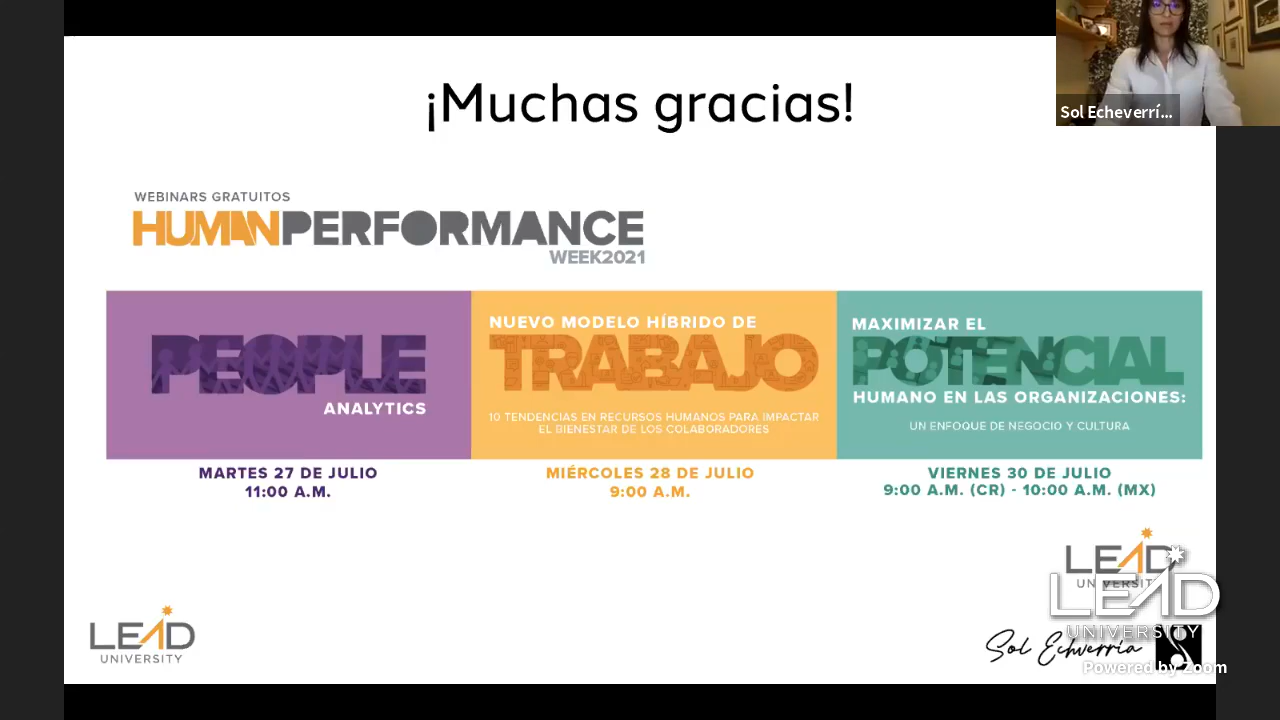 ¡Muchas gracias!
Sol Echeverrí...
WEBINARS GRATUITOS
HUMANPERFORMANCE
WEEK2021
PEOPLE
ANALYTICS
MARTES 27 DE JULIO
11:00 A.M.
NUEVO MODELO HÍBRIDO DE
TRABAJO
10 TENDENCIAS EN RECURSOS HUMANOS PARA IMPACTAR
EL BIENESTAR DE LOS COLABORADORES
MIÉRCOLES 28 DE JULIO
9:00 A.M.
MAXIMIZAR EL
POTENCIAL
HUMANO EN LAS ORGANIZACIONES:
UN ENFOQUE DE NEGOCIO Y CULTURA
VIERNES 30 DE JULIO
9:00 A.M. (CR) - 10:00 A.M. (MX)
LEAD
UNIVERSITY
LEAD
UNIVERSITY
LEAD
UNIVERSITY
Sol Echverría
Powered by Zoom